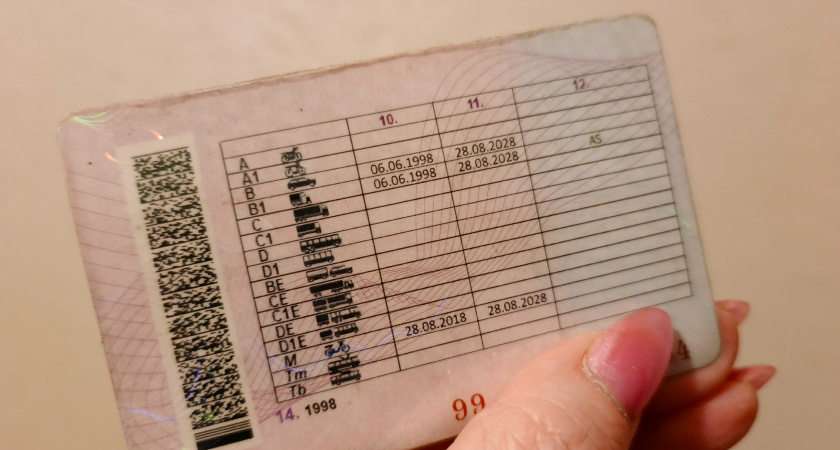 10. 11. 12.
A
A1
B 06.06.1998 28.08.2028
B1 06.06.1998 28.08.2028 AS
C
C1
D
D1
BE
CE
C1E
DE
D1E
M 28.08.2018 28.08.2028
Tm
Tb
14. 1998
99